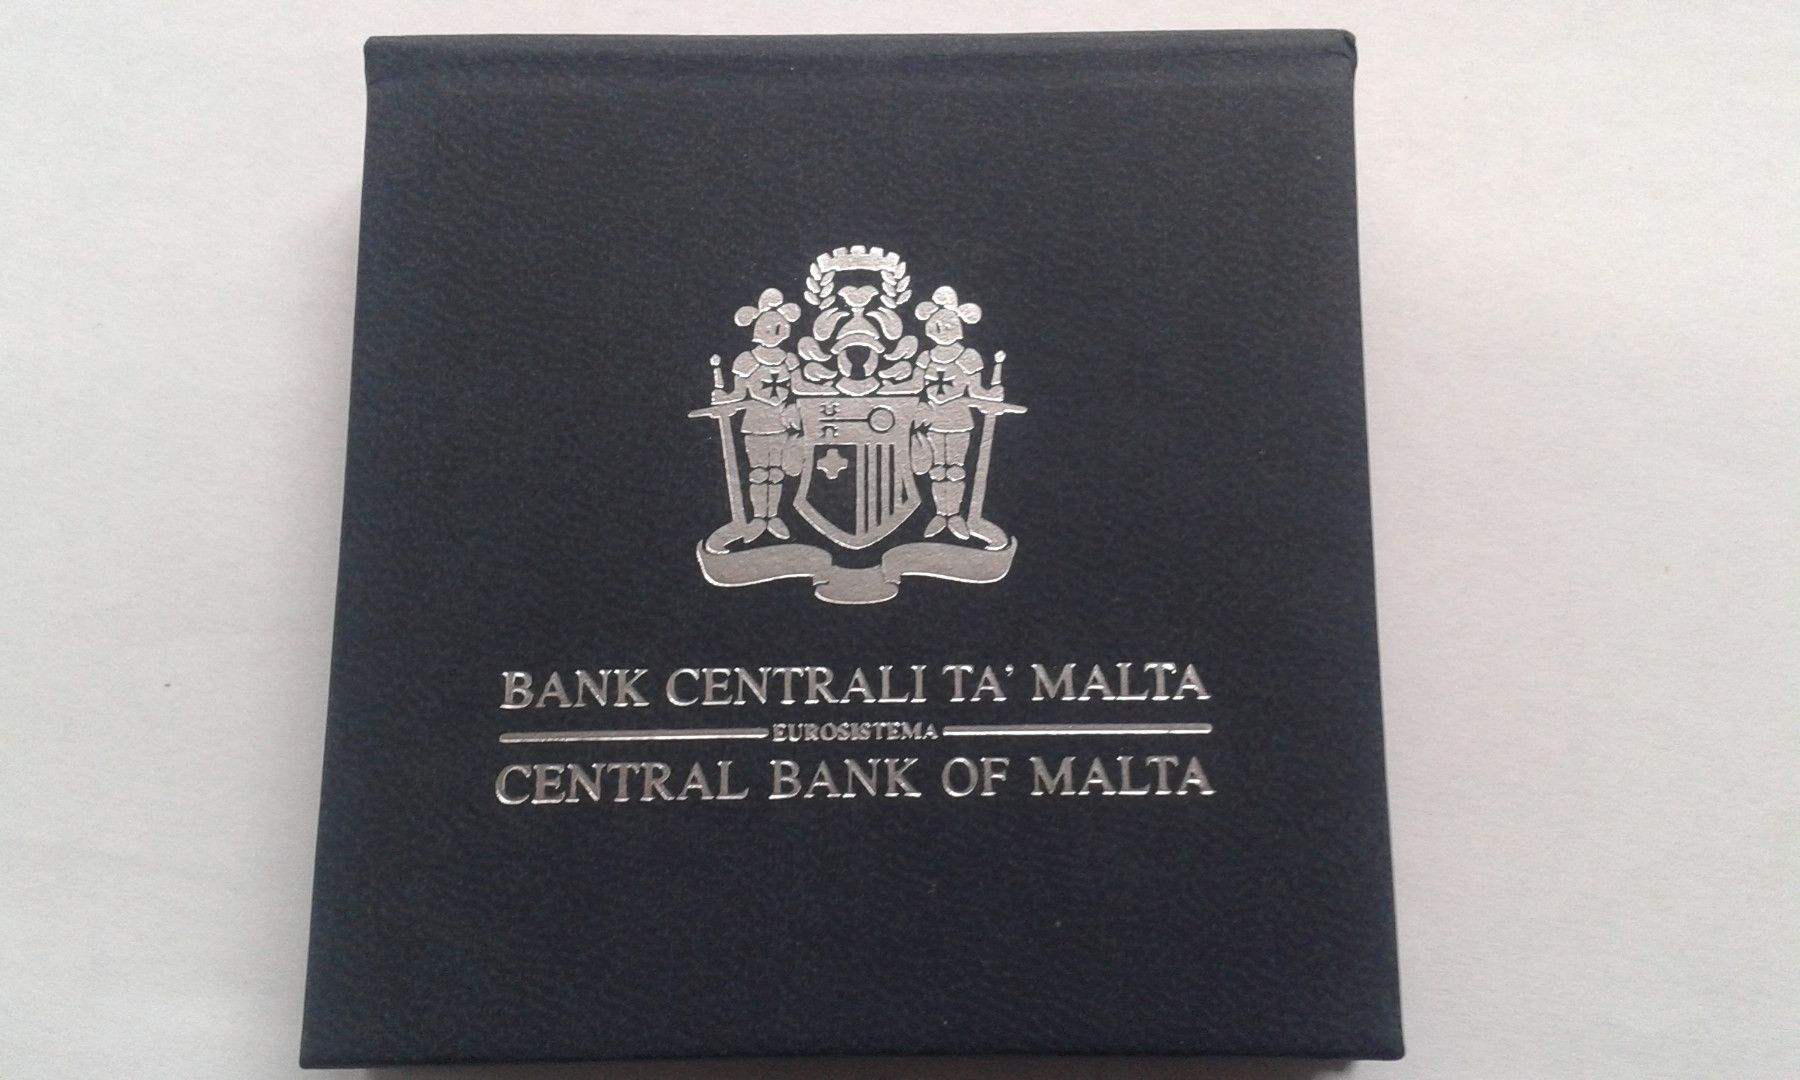 BANK CENTRALI TA' MALTA
EUROSISTEMA
CENTRAL BANK OF MALTA